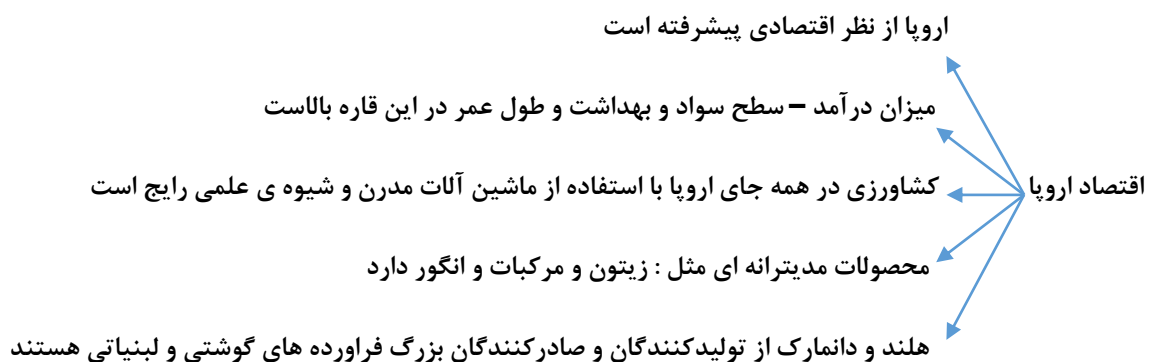 اروپا از نظر اقتصادی پیشرفته است
میزان درآمد – سطح سواد و بهداشت و طول عمر در این قاره بالاست
اقتصاد اروپا
کشاورزی در همه جای اروپا با استفاده از ماشین آلات مدرن و شیوه ی علمی رایج است
محصولات مدیترانه ای مثل : زیتون و مرکبات و انگور دارد
هلند و دانمارک از تولیدکنندگان و صادرکنندگان بزرگ فراورده های گوشتی و لبنیاتی هستند